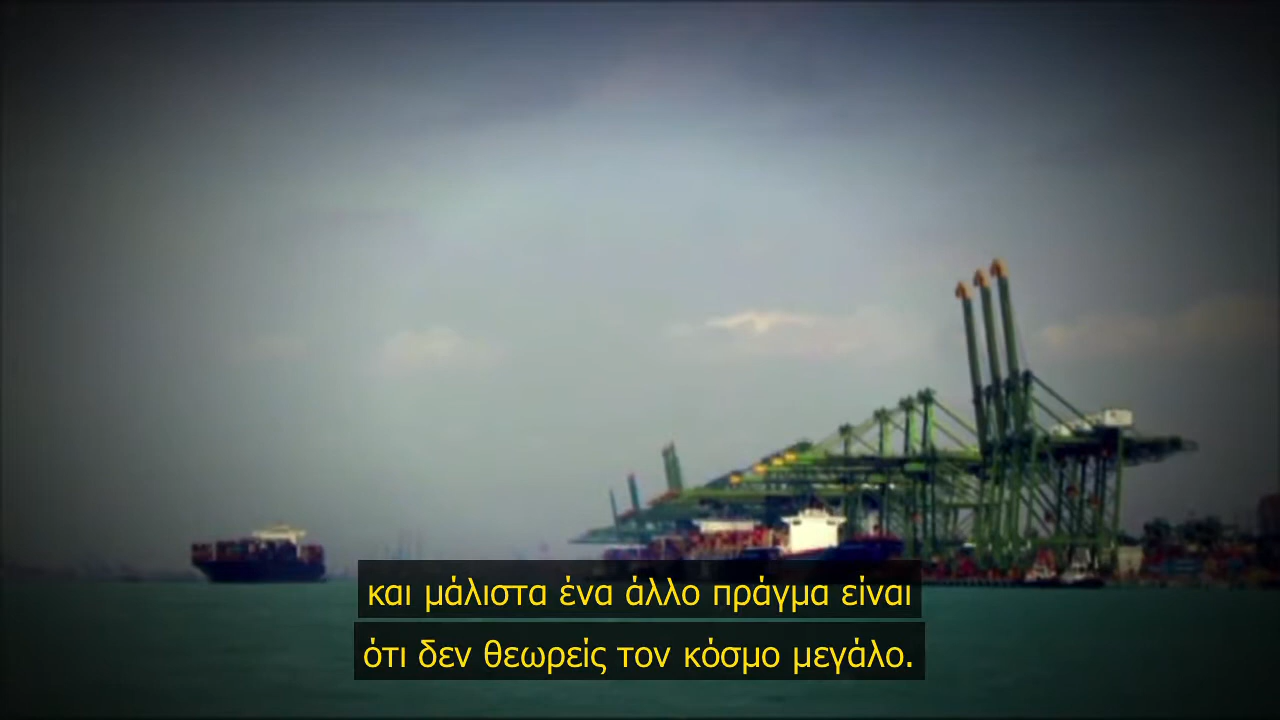 και μάλιστα ένα άλλο πράγμα είναι
ότι δεν θεωρείς τον κόσμο μεγάλο.